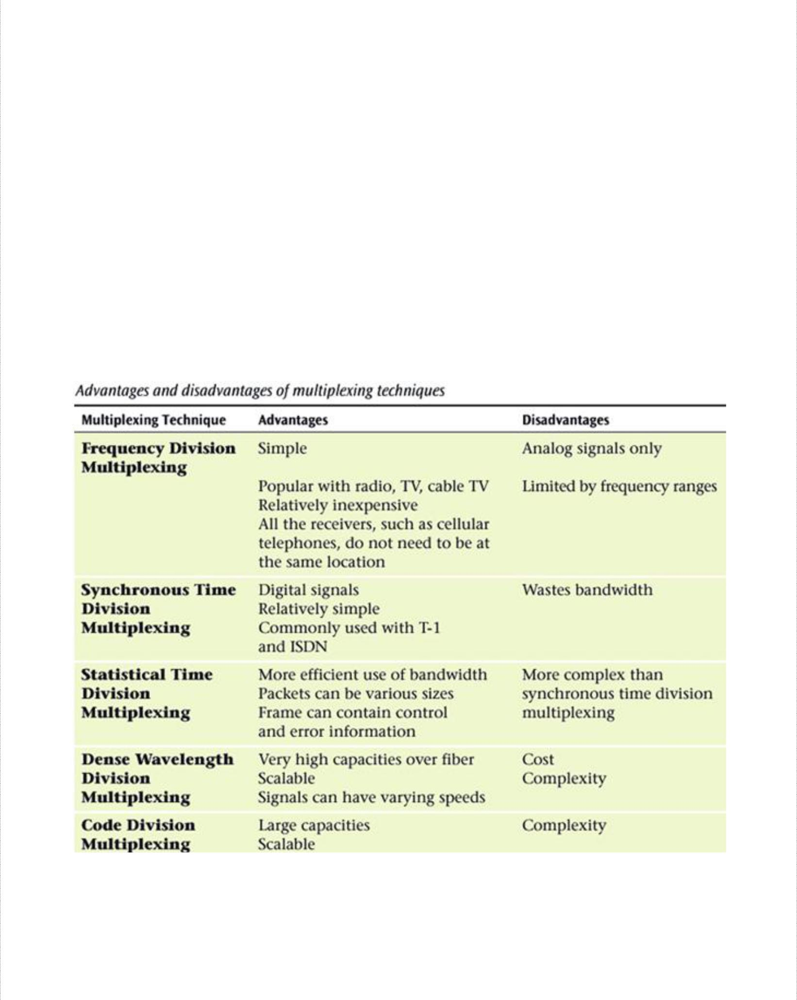 Advantages and disadvantages of multiplexing techniques
Multiplexing Technique Advantages Disadvantages
Frequency Division Simple Analog signals only
Multiplexing
Popular with radio, TV, cable TV Limited by frequency ranges
Relatively inexpensive
All the receivers, such as cellular
telephones, do not need to be at
the same location
Synchronous Time Digital signals Wastes bandwidth
Division Relatively simple
Multiplexing Commonly used with T-1
and ISDN
Statistical Time More efficient use of bandwidth More complex than
Division Packets can be various sizes synchronous time division
Multiplexing Frame can contain control multiplexing
and error information
Dense Wavelength Very high capacities over fiber Cost
Division Scalable Complexity
Multiplexing Signals can have varying speeds
Code Division Large capacities Complexity
Multiplexing Scalable